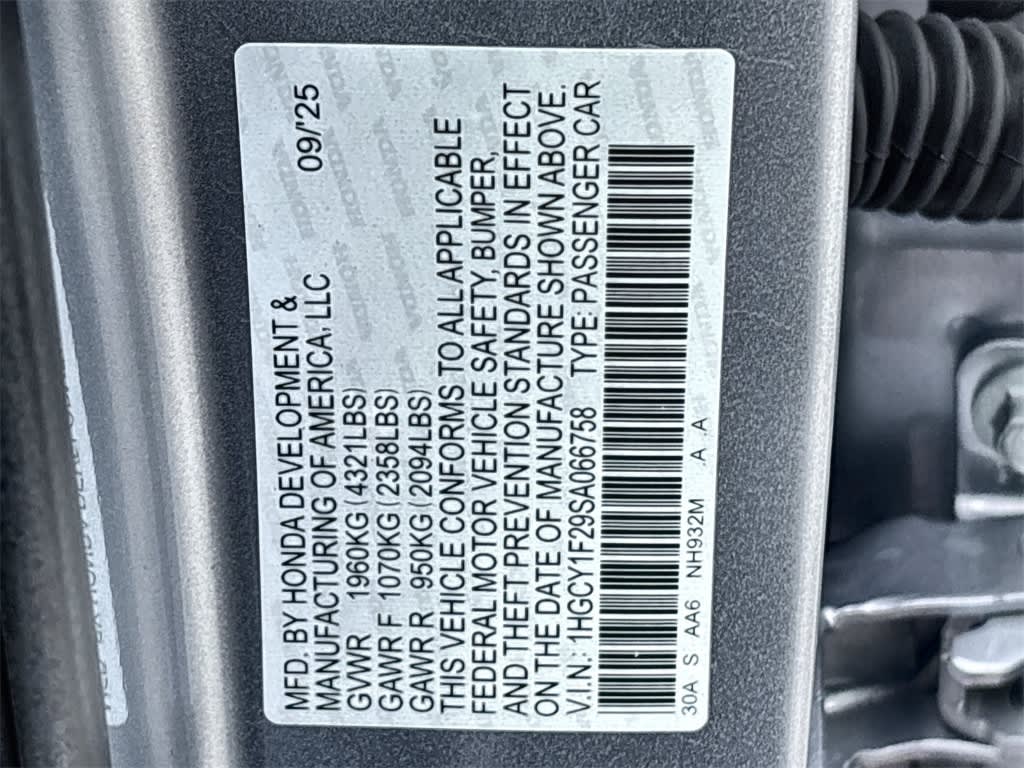 MFD. BY HONDA DEVELOPMENT &
MANUFACTURING OF AMERICA, LLC 09/'25
GVWR 1960KG (4321LBS)
GAWR F 1070KG (2358LBS)
GAWR R 950KG (2094LBS)
THIS VEHICLE CONFORMS TO ALL APPLICABLE
FEDERAL MOTOR VEHICLE SAFETY, BUMPER,
AND THEFT PREVENTION STANDARDS IN EFFECT
ON THE DATE OF MANUFACTURE SHOWN ABOVE.
V.I.N.: 1HGCY1F29SA066758 TYPE: PASSENGER CAR
30A S AA6 NH932M .A .A